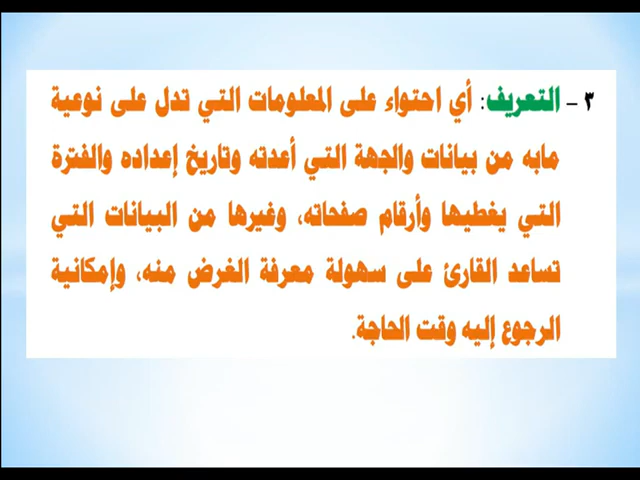 ٣ – التعريف: أي احتواء على المعلومات التي تدل على نوعية
مابه من بيانات والجهة التي أعدته وتاريخ إعداده والفترة
التي يغطيها وأرقام صفحاته، وغيرها من البيانات التي
تساعد القارئ على سهولة معرفة الغرض منه، وإمكانية
الرجوع إليه وقت الحاجة.